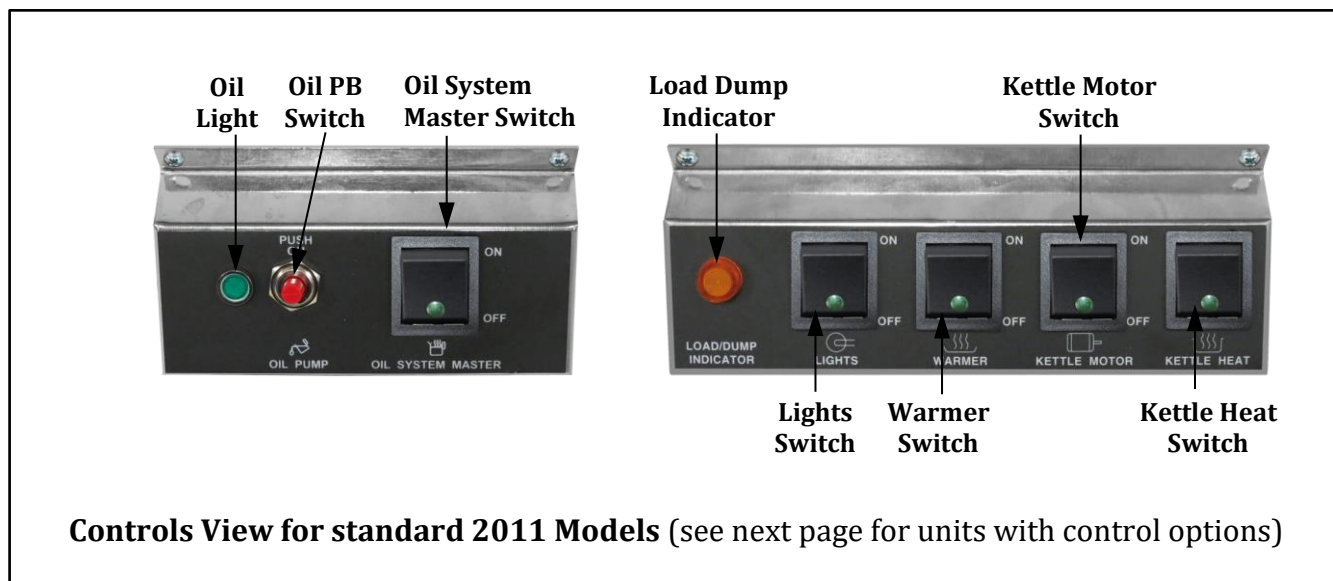 Oil
Light
Oil PB
Switch
Oil System
Master Switch
Load Dump
Indicator
Kettle Motor
Switch
PUSH
ON
OFF
OIL PUMP
OIL SYSTEM MASTER
ON
ON
ON
OFF
OFF
OFF
LOAD/DUMP
INDICATOR
LIGHTS
WARMER
KETTLE MOTOR
KETTLE HEAT
Lights
Switch
Warmer
Switch
Kettle Heat
Switch
Controls View for standard 2011 Models (see next page for units with control options)